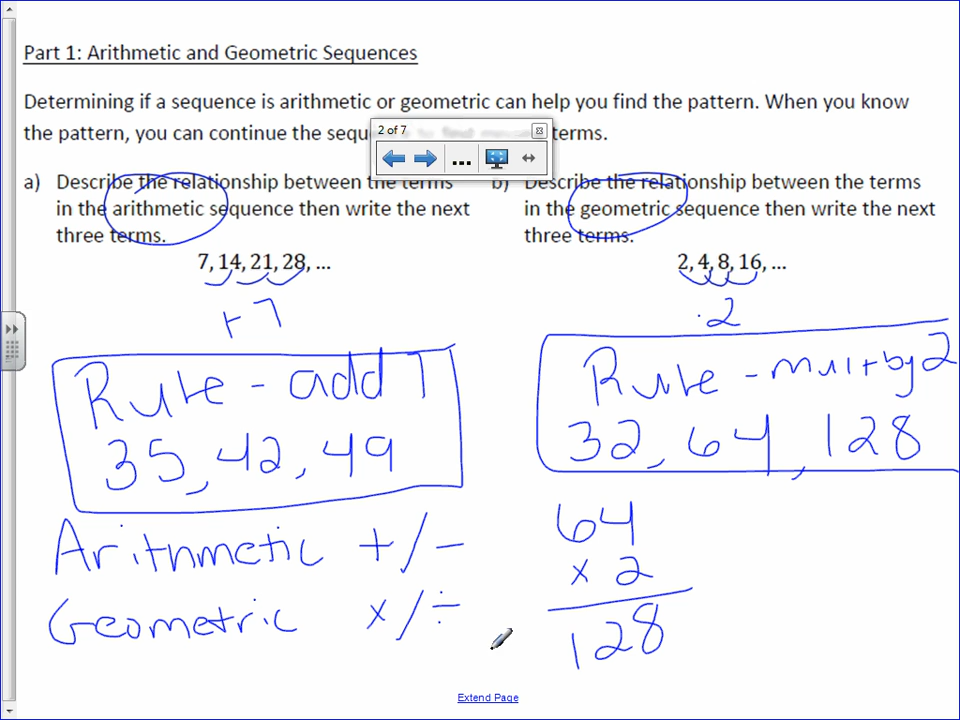 Part 1: Arithmetic and Geometric Sequences
Determining if a sequence is arithmetic or geometric can help you find the pattern. When you know
the pattern, you can continue the sequ terms.
2 of 7
a) Describe the relationship between the terms
in the arithmetic sequence then write the next
three terms.
7, 14, 21, 28, ...
+7
Rule - add 7
35, 42, 49
Arithmetic +/-
Geometric ×/÷
b) Describe the relationship between the terms
in the geometric sequence then write the next
three terms.
2, 4, 8, 16, ...
·2
Rule - mult by 2
32, 64, 128
64
× 2
128
Extend Page